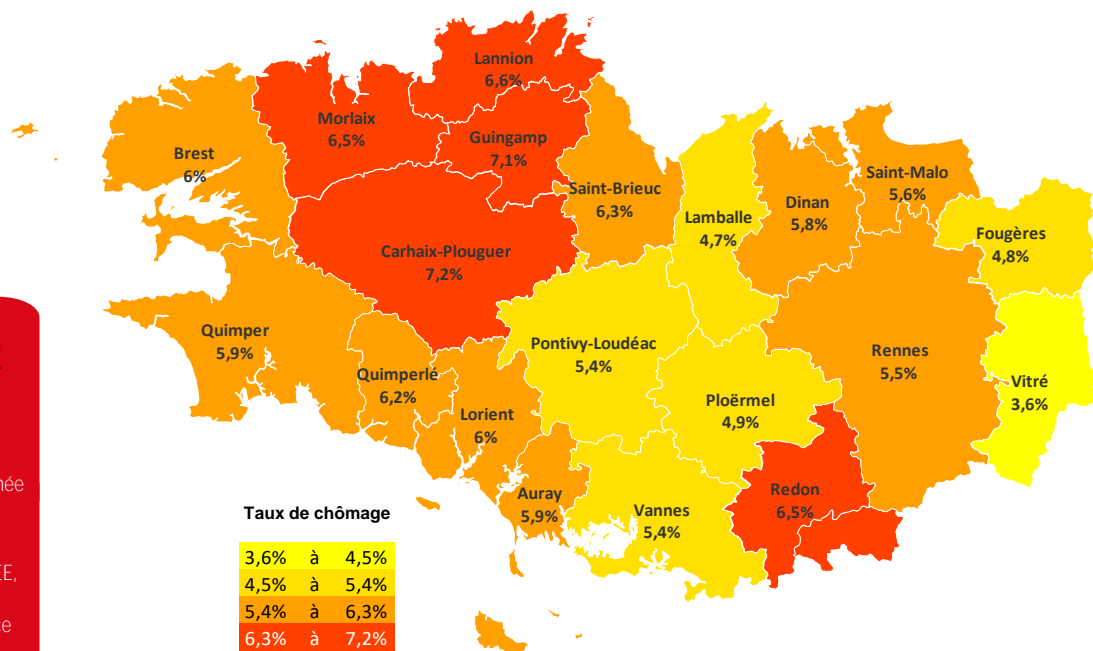 Lannion
6,6%
Morlaix
6,5%
Guingamp
7,1%
Brest
6%
Saint-Brieuc
6,3%
Lamballe
4,7%
Dinan
5,8%
Saint-Malo
5,6%
Fougères
4,8%
Carhaix-Plouguer
7,2%
Quimper
5,9%
Quimperlé
6,2%
Pontivy-Loudéac
5,4%
Rennes
5,5%
Vitré
3,6%
Lorient
6%
Ploërmel
4,9%
Auray
5,9%
Vannes
5,4%
Redon
6,5%
Taux de chômage
3,6% à 4,5%
4,5% à 5,4%
5,4% à 6,3%
6,3% à 7,2%